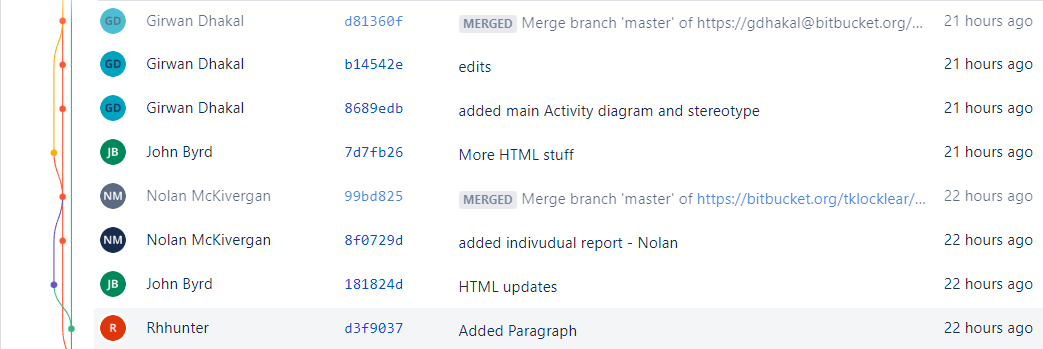 GD Girwan Dhakal d81360f MERGED Merge branch 'master' of https://gdhakal@bitbucket.org/... 21 hours ago
GD Girwan Dhakal b14542e edits 21 hours ago
GD Girwan Dhakal 8689edb added main Activity diagram and stereotype 21 hours ago
JB John Byrd 7d7fb26 More HTML stuff 21 hours ago
NM Nolan McKivergan 99bd825 MERGED Merge branch 'master' of https://bitbucket.org/tklocklear/... 22 hours ago
NM Nolan McKivergan 8f0729d added indivudual report - Nolan 22 hours ago
JB John Byrd 181824d HTML updates 22 hours ago
R Rhhunter d3f9037 Added Paragraph 22 hours ago